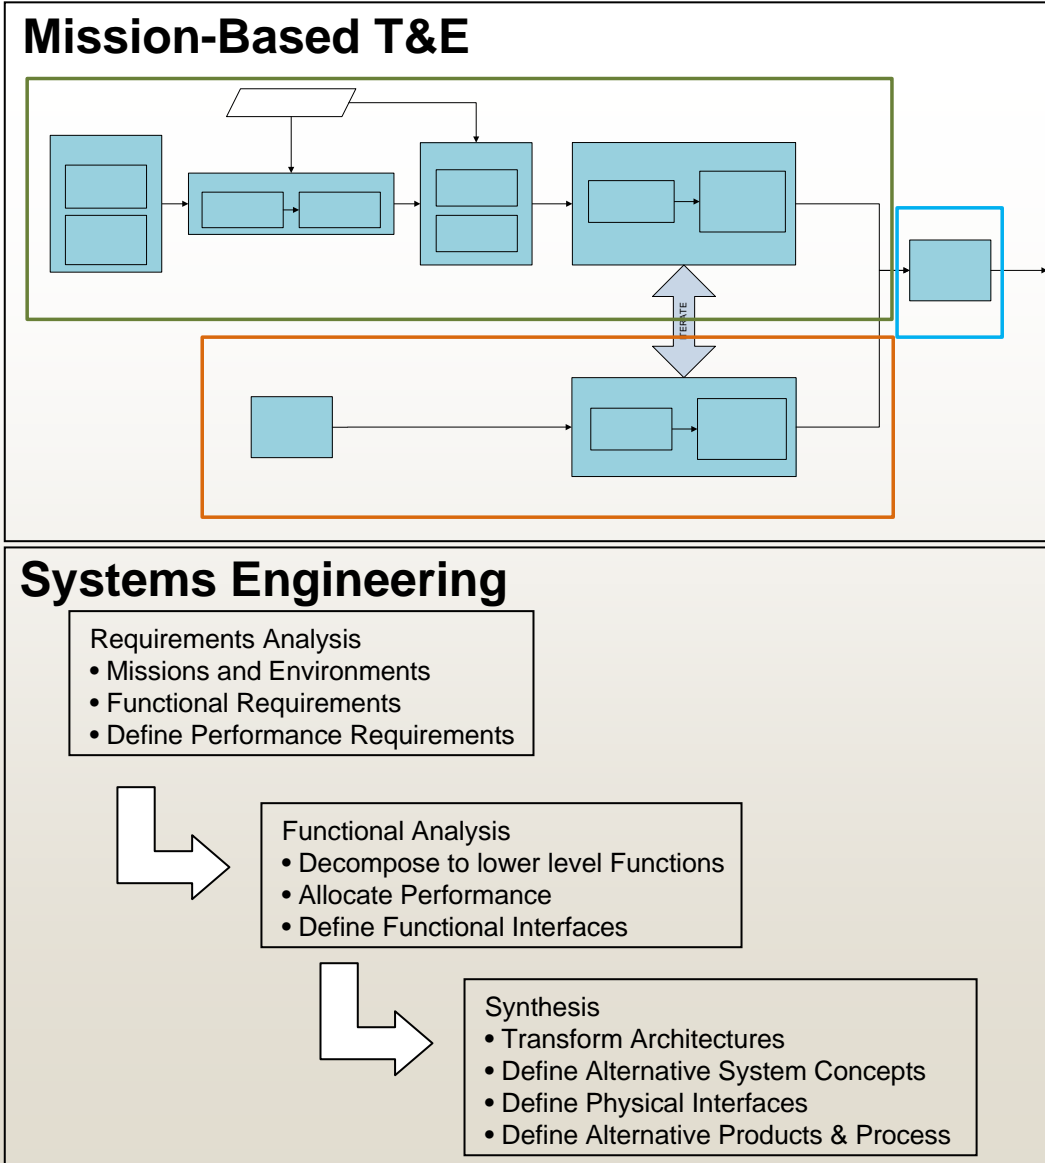 Mission-Based T&E
ITERATE
Systems Engineering
Requirements Analysis
• Missions and Environments
• Functional Requirements
• Define Performance Requirements
Functional Analysis
• Decompose to lower level Functions
• Allocate Performance
• Define Functional Interfaces
Synthesis
• Transform Architectures
• Define Alternative System Concepts
• Define Physical Interfaces
• Define Alternative Products & Process